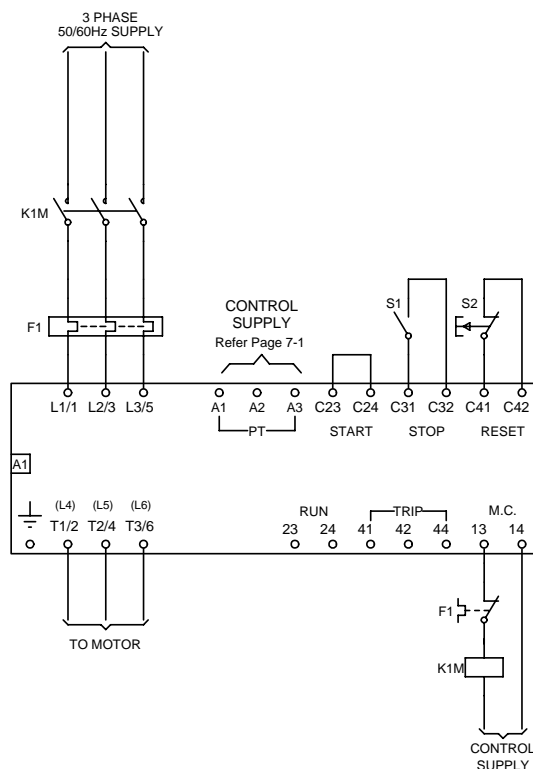 3 PHASE
50/60Hz SUPPLY
K1M
F1
CONTROL
SUPPLY
Refer Page 7-1
S1
S2
L1/1 L2/3 L3/5 A1 A2 A3 C23 C24 C31 C32 C41 C42
PT START STOP RESET
A1
(L4) (L5) (L6)
T1/2 T2/4 T3/6
RUN TRIP M.C.
23 24 41 42 44 13 14
TO MOTOR
F1
K1M
CONTROL
SUPPLY